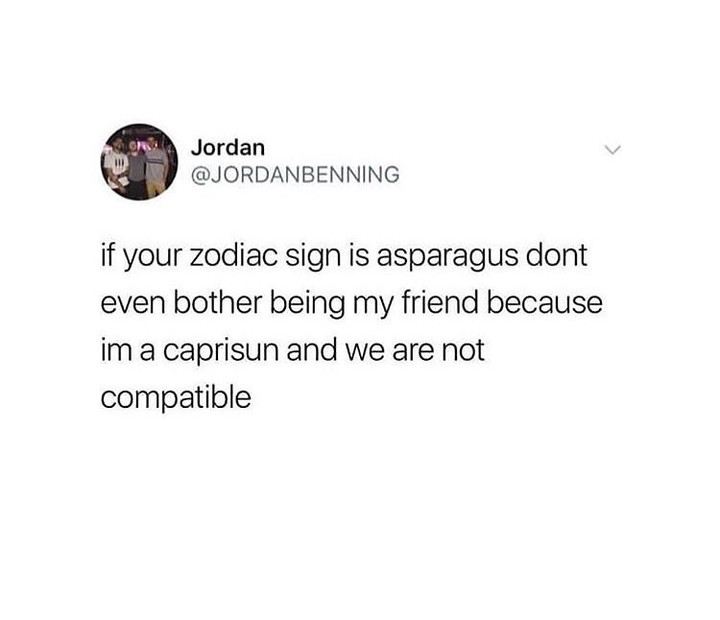 Jordan
@JORDANBENNING
if your zodiac sign is asparagus dont
even bother being my friend because
im a caprisun and we are not
compatible